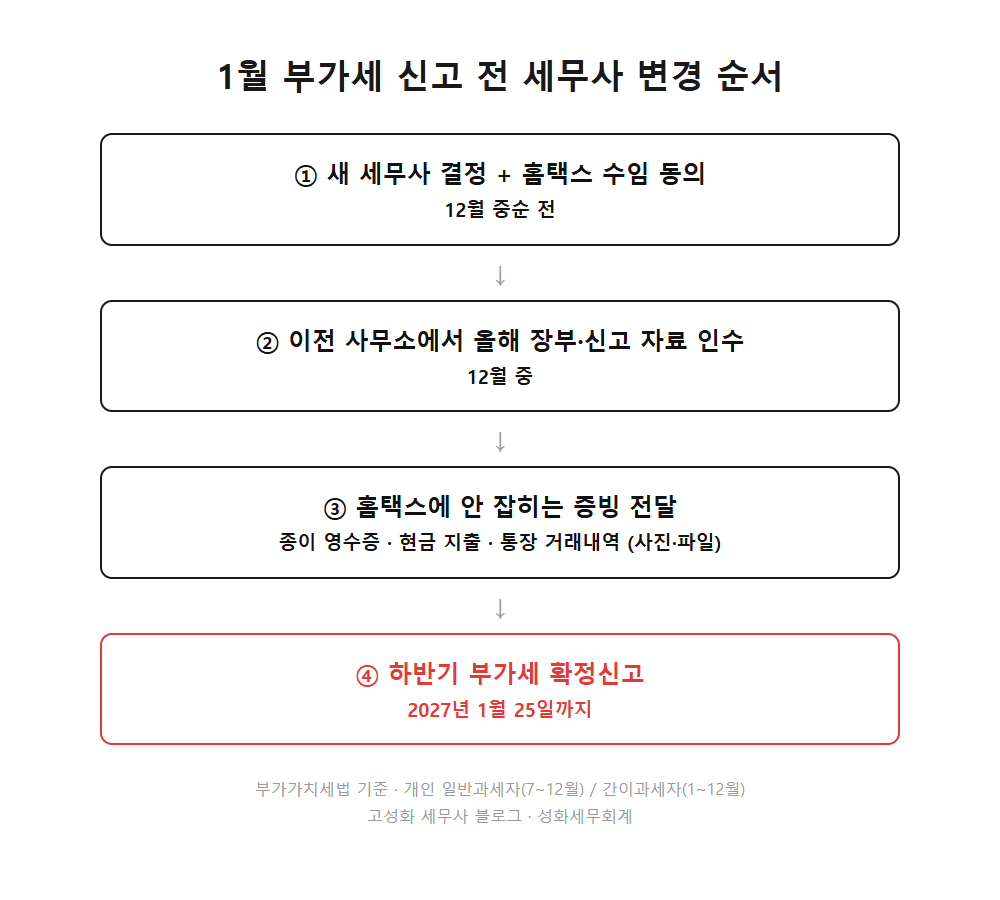 1월 부가세 신고 전 세무사 변경 순서
① 새 세무사 결정 + 홈택스 수임 동의
12월 중순 전
↓
② 이전 사무소에서 올해 장부·신고 자료 인수
12월 중
↓
③ 홈택스에 안 잡히는 증빙 전달
종이 영수증 · 현금 지출 · 통장 거래내역 (사진·파일)
↓
④ 하반기 부가세 확정신고
2027년 1월 25일까지
부가가치세법 기준 · 개인 일반과세자(7~12월) / 간이과세자(1~12월)
고성화 세무사 블로그 · 성화세무회계